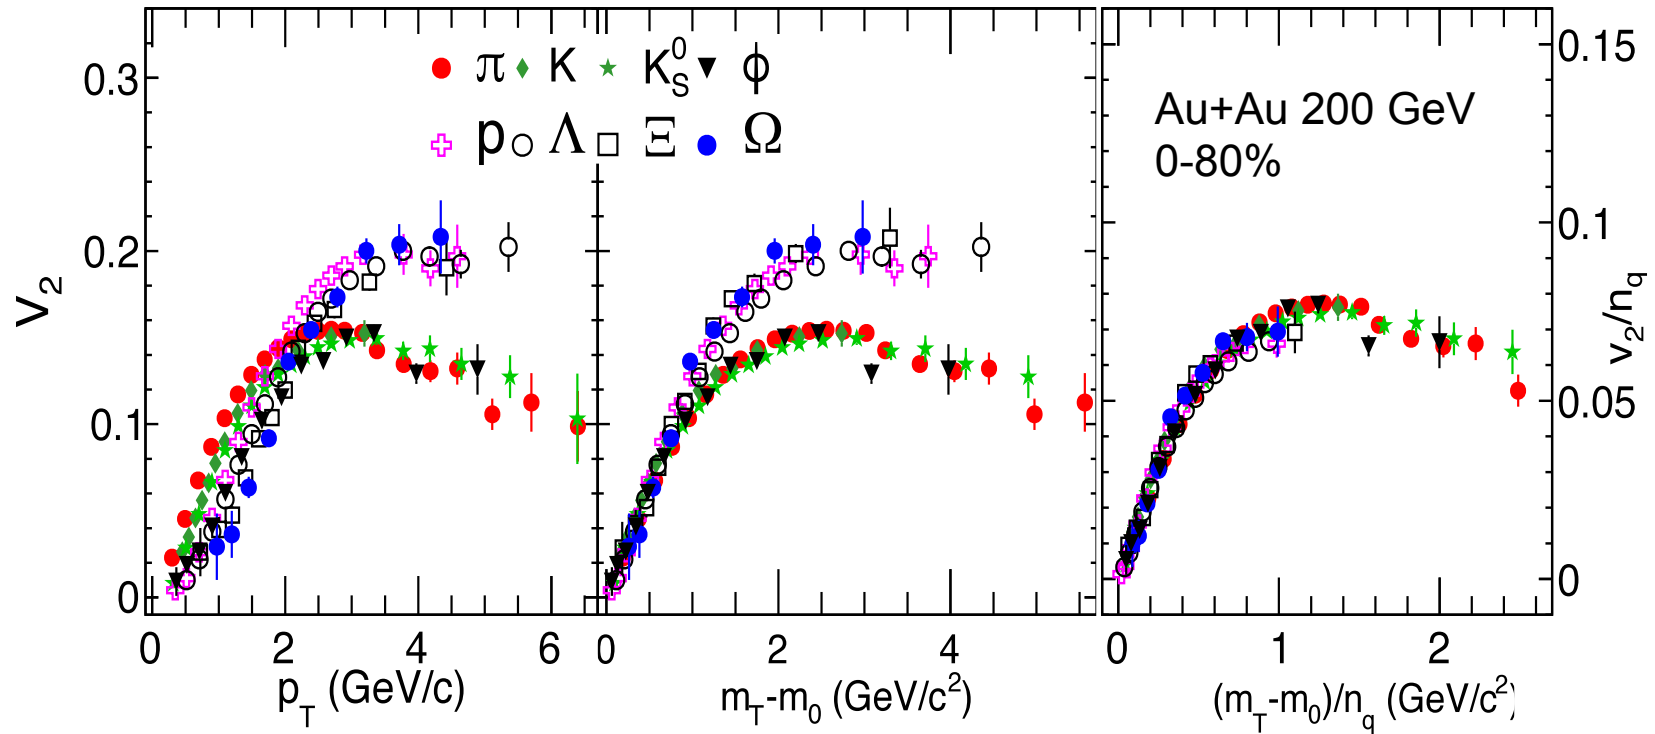 0.3
0.2
0.1
0
v2
π K K0S ϕ
p Λ Ξ Ω
Au+Au 200 GeV
0-80%
0.15
0.1
0.05
0
v2/nq
0 2 4 6
0 2 4
0 1 2
pT (GeV/c)
mT-m0 (GeV/c2)
(mT-m0)/nq (GeV/c2)